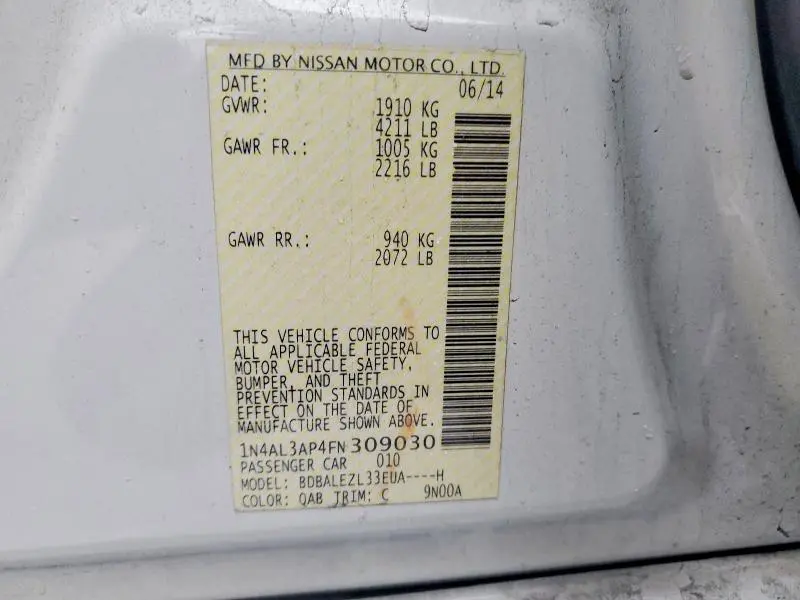 MFD BY NISSAN MOTOR CO., LTD.
DATE: 06/14
GVWR: 1910 KG
4211 LB
GAWR FR.: 1005 KG
2216 LB
GAWR RR.: 940 KG
2072 LB
THIS VEHICLE CONFORMS TO
ALL APPLICABLE FEDERAL
MOTOR VEHICLE SAFETY,
BUMPER, AND THEFT
PREVENTION STANDARDS IN
EFFECT ON THE DATE OF
MANUFACTURE SHOWN ABOVE.
1N4AL3AP4FN309030
PASSENGER CAR 010
MODEL: BDBALEZL33EUA----H
COLOR: QAB TRIM: C 9N00A